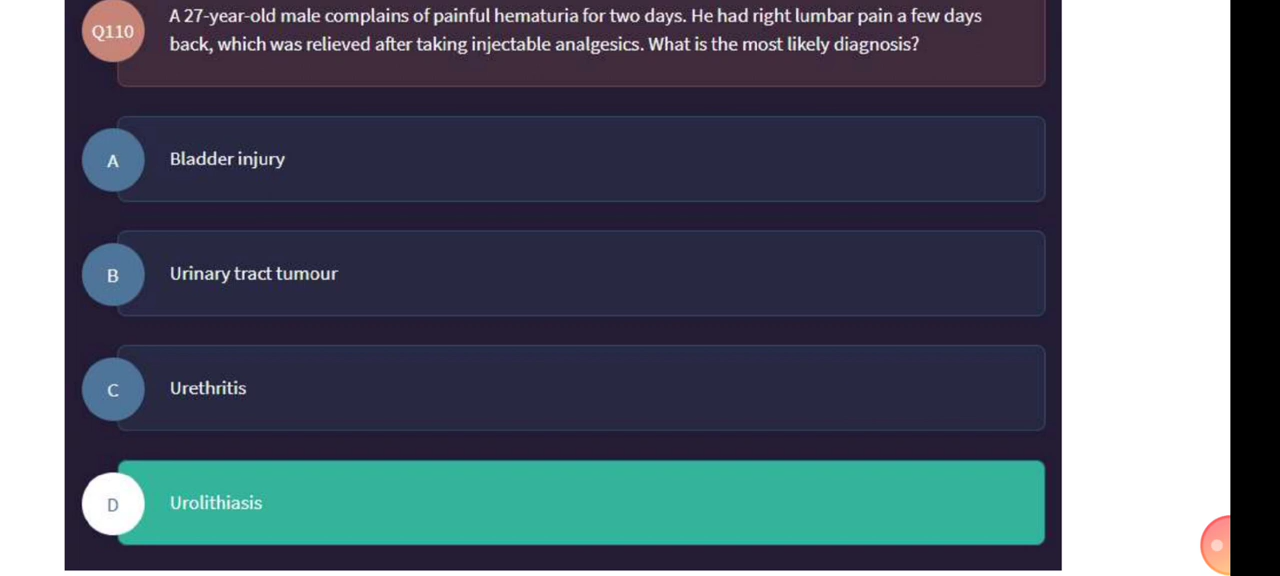 Q110
A 27-year-old male complains of painful hematuria for two days. He had right lumbar pain a few days
back, which was relieved after taking injectable analgesics. What is the most likely diagnosis?
A
Bladder injury
B
Urinary tract tumour
C
Urethritis
D
Urolithiasis